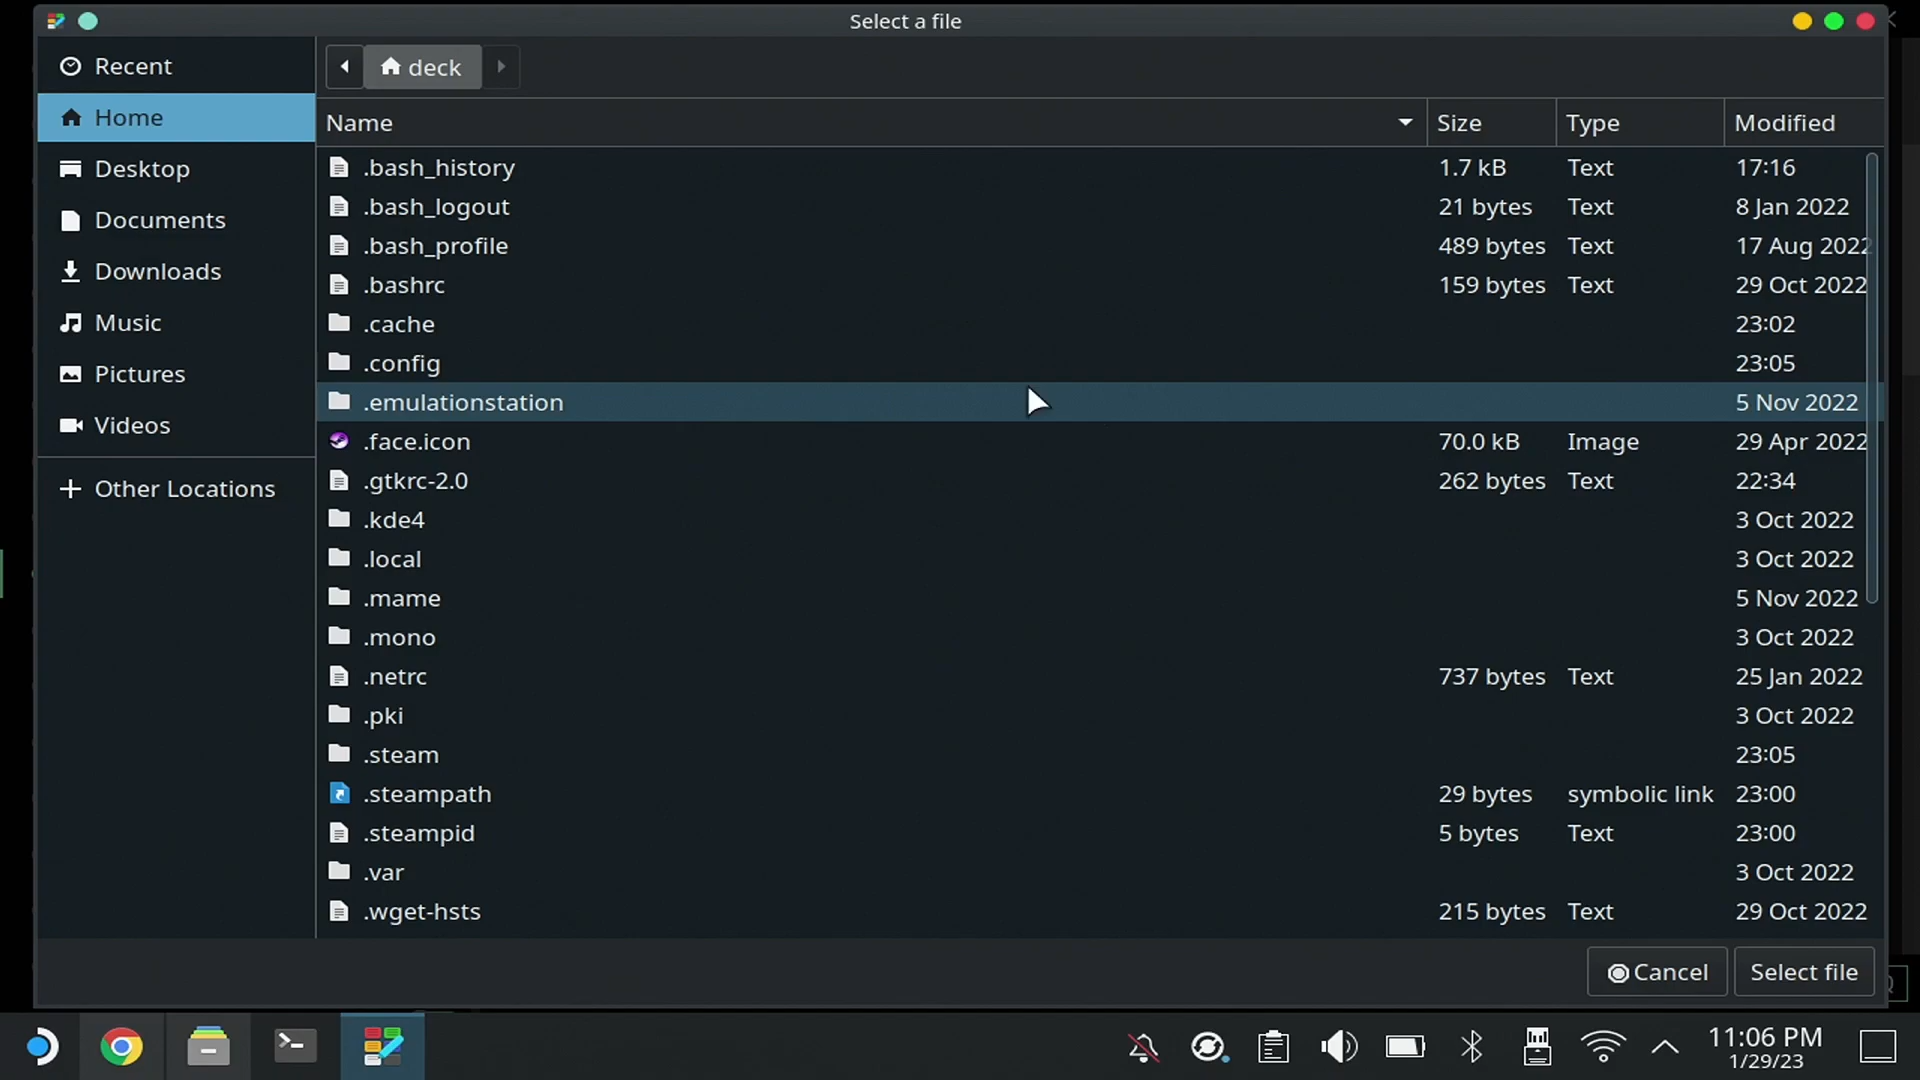 Select a file
Recent
Home
Desktop
Documents
Downloads
Music
Pictures
Videos
Other Locations
deck
Name Size Type Modified
.bash_history 1.7 kB Text 17:16
.bash_logout 21 bytes Text 8 Jan 2022
.bash_profile 489 bytes Text 17 Aug 2022
.bashrc 159 bytes Text 29 Oct 2022
.cache 23:02
.config 23:05
.emulationstation 5 Nov 2022
.face.icon 70.0 kB Image 29 Apr 2022
.gtkrc-2.0 262 bytes Text 22:34
.kde4 3 Oct 2022
.local 3 Oct 2022
.mame 5 Nov 2022
.mono 3 Oct 2022
.netrc 737 bytes Text 25 Jan 2022
.pki 3 Oct 2022
.steam 23:05
.steampath 29 bytes symbolic link 23:00
.steampid 5 bytes Text 23:00
.var 3 Oct 2022
.wget-hsts 215 bytes Text 29 Oct 2022
Cancel Select file
11:06 PM
1/29/23